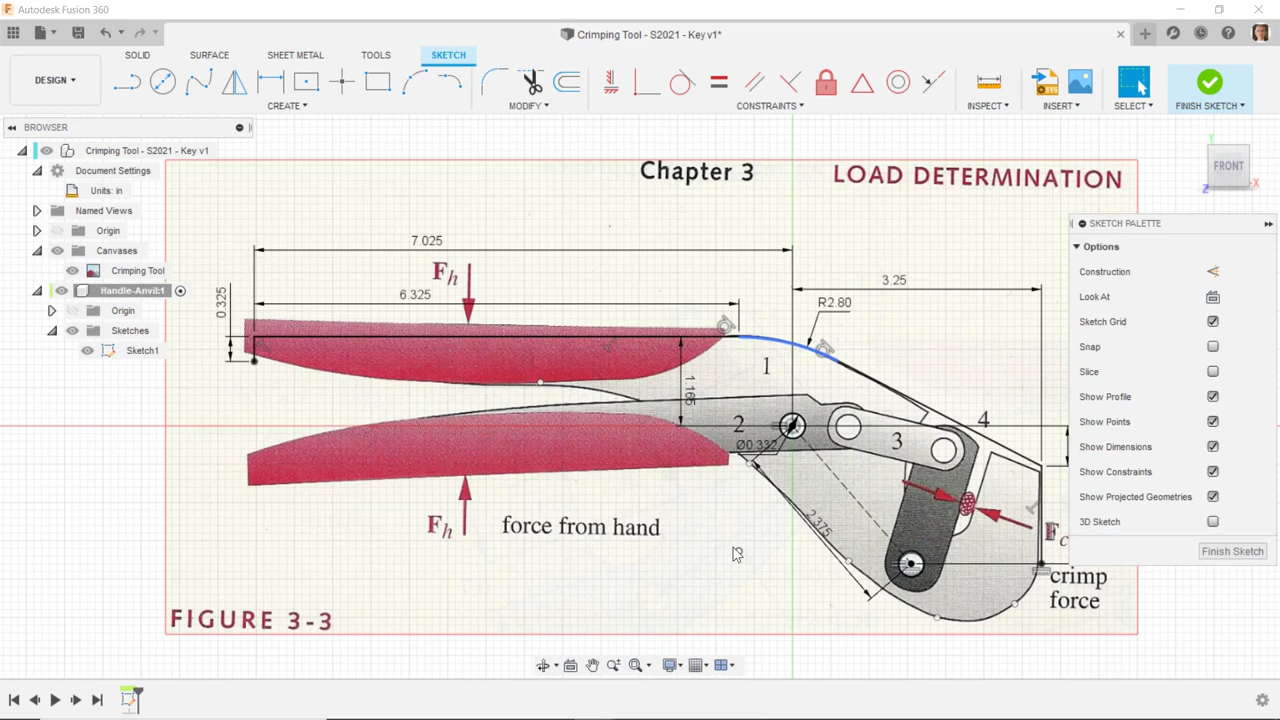 Autodesk Fusion 360
Crimping Tool - S2021 - Key v1*
SOLID
SURFACE
SHEET METAL
TOOLS
SKETCH
DESIGN
CREATE
MODIFY
CONSTRAINTS
INSPECT
INSERT
SELECT
FINISH SKETCH
BROWSER
Crimping Tool - S2021 - Key v1
Document Settings
Units: in
Named Views
Origin
Canvases
Crimping Tool
Handle-Anvil:1
Origin
Sketches
Sketch1
Chapter 3
LOAD DETERMINATION
7.025
Fh
6.325
0.325
3.25
R2.80
1
1.165
2
Ø0.332
3
4
2.375
Fh
force from hand
Fc
crimp
force
FIGURE 3-3
Y
FRONT
X
Z
SKETCH PALETTE
Options
Construction
Look At
Sketch Grid
Snap
Slice
Show Profile
Show Points
Show Dimensions
Show Constraints
Show Projected Geometries
3D Sketch
Finish Sketch